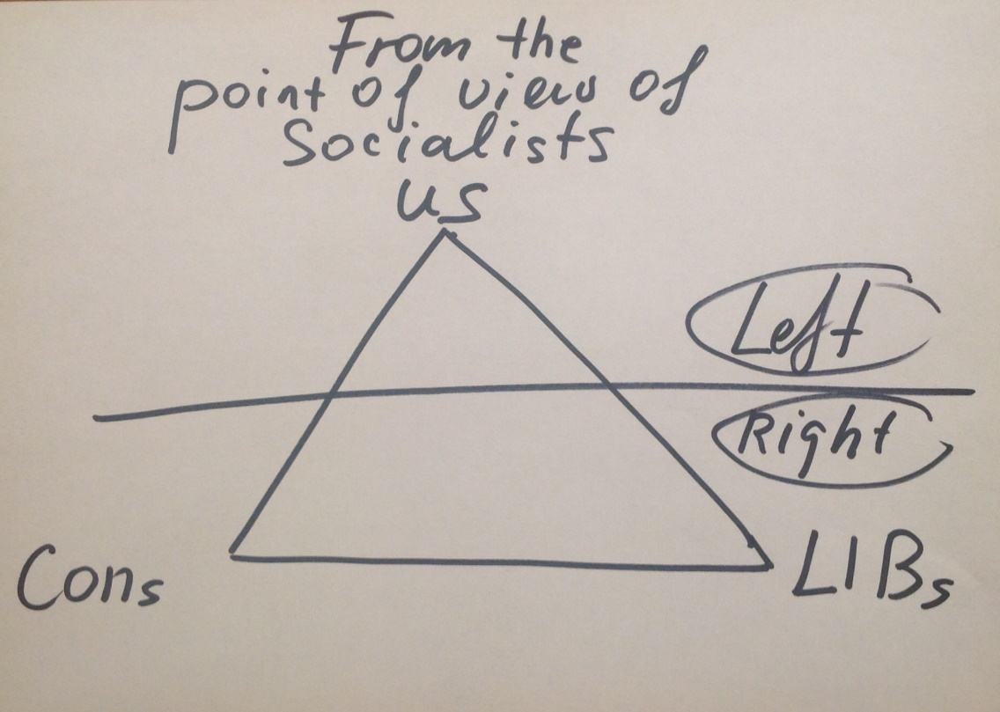 From the
point of view of
Socialists
us
Left
Right
Cons
LIBs